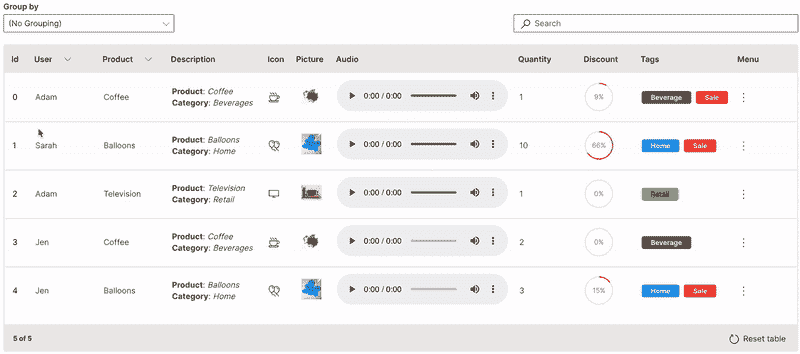 Group by
(No Grouping)
Search
Id User Product Description Icon Picture Audio Quantity Discount Tags Menu
0 Adam Coffee Product: Coffee 0:00 / 0:00 1 9% Beverage Sale
Category: Beverages
1 Sarah Balloons Product: Balloons 0:00 / 0:00 10 66% Home Sale
Category: Home
2 Adam Television Product: Television 0:00 / 0:00 1 0% Retail
Category: Retail
3 Jen Coffee Product: Coffee 0:00 / 0:00 2 0% Beverage
Category: Beverages
4 Jen Balloons Product: Balloons 0:00 / 0:00 3 15% Home Sale
Category: Home
5 of 5 Reset table